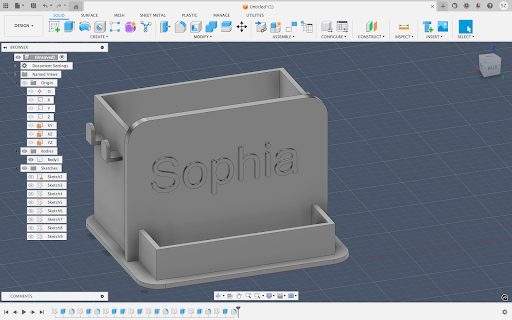 Untitled*(1)
DESIGN
SOLID
SURFACE
MESH
SHEET METAL
PLASTIC
MANAGE
UTILITIES
CREATE
MODIFY
ASSEMBLE
CONFIGURE
CONSTRUCT
INSPECT
INSERT
SELECT
BROWSER
Document Settings
Named Views
Origin
O
X
Y
Z
XY
XZ
YZ
Bodies
Body1
Sketches
Sketch2
Sketch3
Sketch4
Sketch5
Sketch6
Sketch7
Sketch8
Sketch9
Sophia
COMMENTS